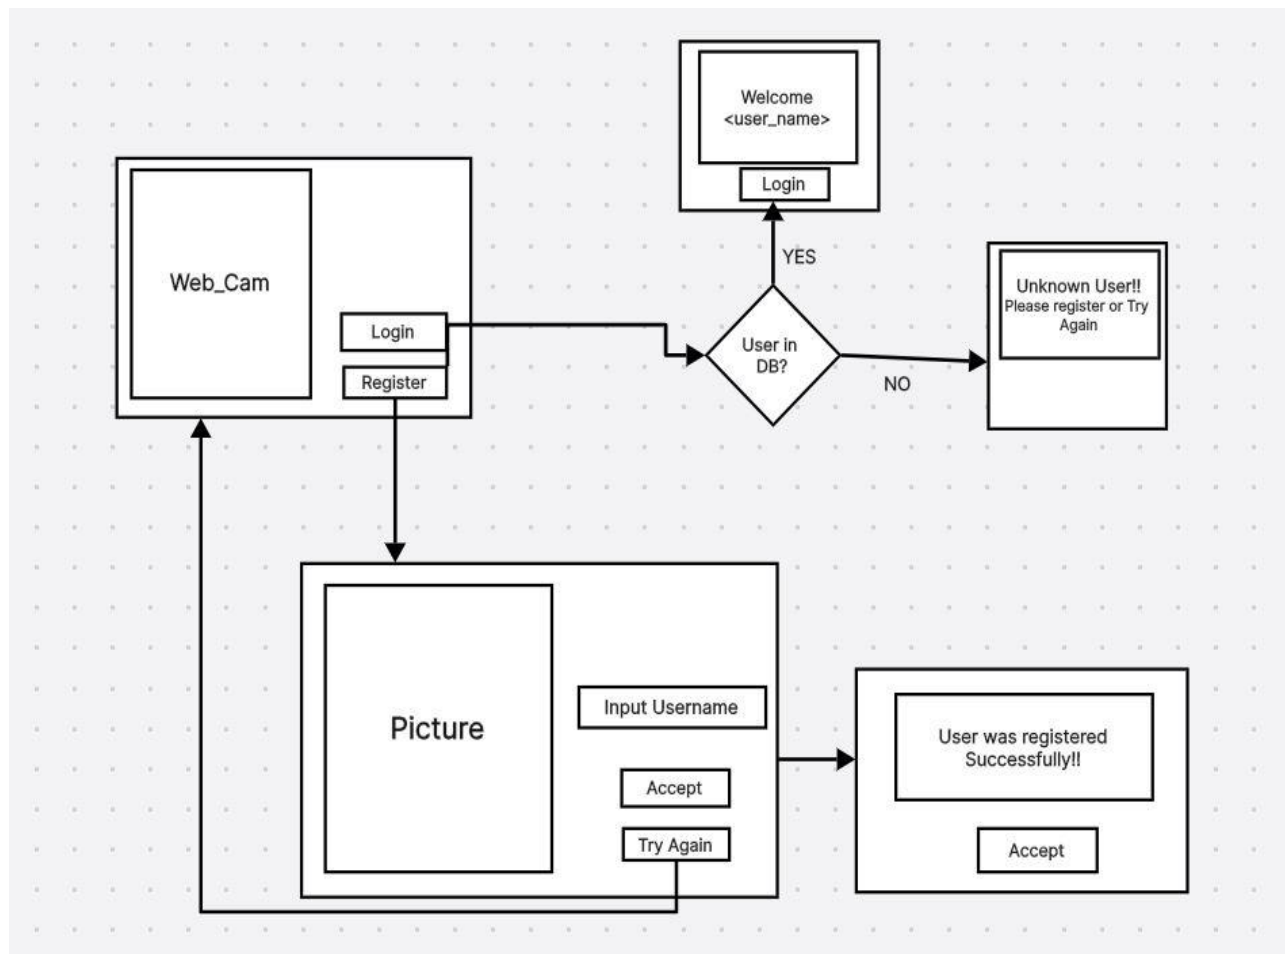 Welcome
<user_name>
Login
Web_Cam
Login
Register
YES
User in
DB?
NO
Unknown User!!
Please register or Try
Again
Picture
Input Username
Accept
Try Again
User was registered
Successfully!!
Accept